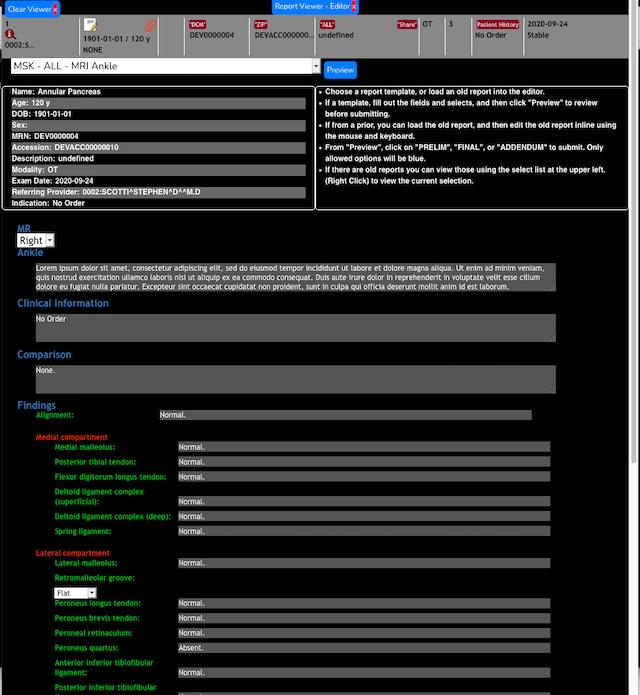 Clear Viewer x
Report Viewer - Editor x
1
0002:S...
1901-01-01 / 120 y
NONE
"DCM"
DEV0000004
"ZIP"
DEVACC00000...
"ALL"
undefined
"Share"
OT
3
Patient History
No Order
2020-09-24
Stable
MSK - ALL - MRI Ankle
Preview
Name: Annular Pancreas
Age: 120 y
DOB: 1901-01-01
Sex:
MRN: DEV0000004
Accession: DEVACC00000010
Description: undefined
Modality: OT
Exam Date: 2020-09-24
Referring Provider: 0002:SCOTTI^STEPHEN^D^^M.D
Indication: No Order
Choose a report template, or load an old report into the editor.
If a template, fill out the fields and selects, and then click "Preview" to review
before submitting.
If from a prior, you can load the old report, and then edit the old report inline using
the mouse and keyboard.
From "Preview", click on "PRELIM", "FINAL", or "ADDENDUM" to submit. Only
allowed options will be blue.
If there are old reports you can view those using the select list at the upper left.
(Right Click) to view the current selection.
MR
Right
Ankle
Lorem ipsum dolor sit amet, consectetur adipiscing elit, sed do eiusmod tempor incididunt ut labore et dolore magna aliqua. Ut enim ad minim veniam,
quis nostrud exercitation ullamco laboris nisi ut aliquip ex ea commodo consequat. Duis aute irure dolor in reprehenderit in voluptate velit esse cillum
dolore eu fugiat nulla pariatur. Excepteur sint occaecat cupidatat non proident, sunt in culpa qui officia deserunt mollit anim id est laborum.
Clinical Information
No Order
Comparison
None.
Findings
Alignment: Normal.
Medial compartment
Medial malleolus: Normal.
Posterior tibial tendon: Normal.
Flexor digitorum longus tendon: Normal.
Deltoid ligament complex
(superficial): Normal.
Deltoid ligament complex (deep): Normal.
Spring ligament: Normal.
Lateral compartment
Lateral malleolus: Normal.
Retromalleolar groove:
Flat
Peroneus longus tendon: Normal.
Peroneus brevis tendon: Normal.
Peroneal retinaculum: Normal.
Peroneus quartus: Absent.
Anterior inferior tibiofibular
ligament: Normal.
Posterior inferior tibiofibular